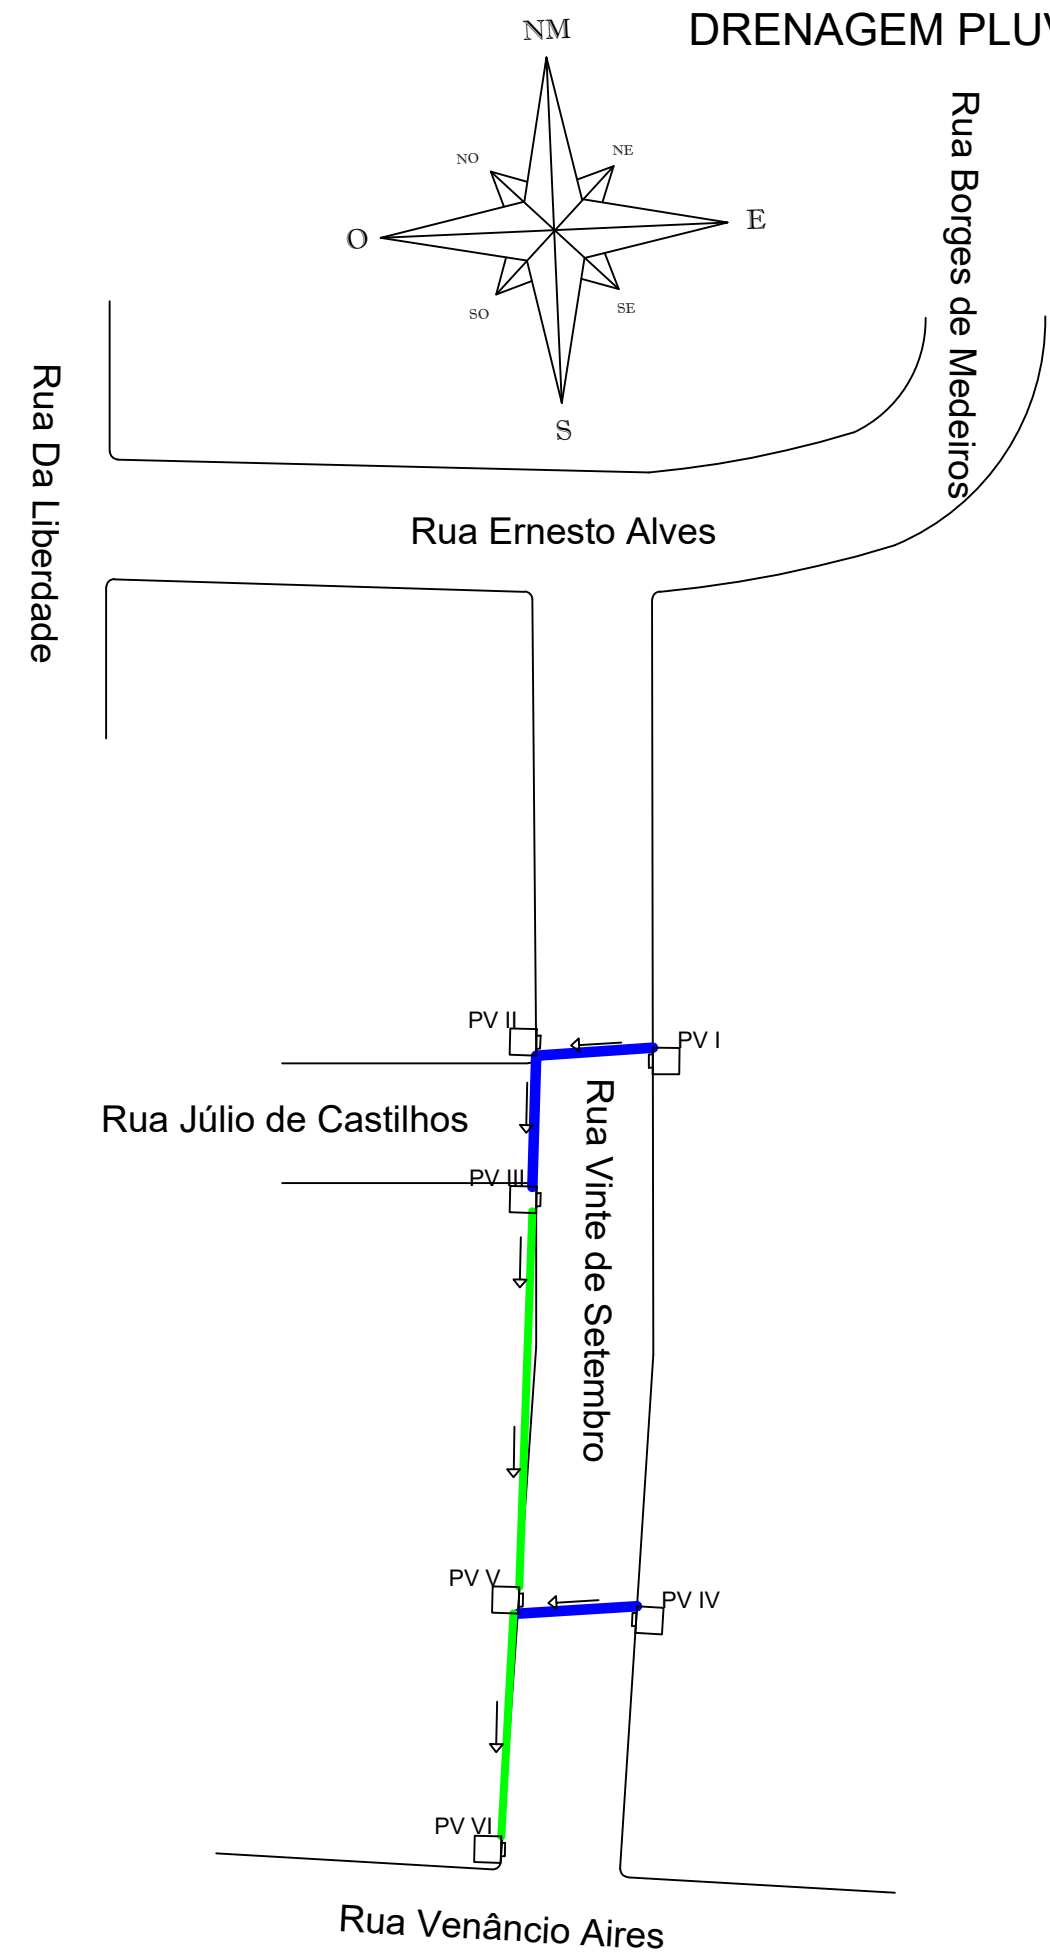 DRENAGEM PLUV
NM
Rua Borges de Medeiros
NO
NE
O
E
SO
SE
S
Rua Da Liberdade
Rua Ernesto Alves
PV II
PV I
Rua Júlio de Castilhos
Rua Vinte de Setembro
PV III
PV V
PV IV
PV VI
Rua Venâncio Aires